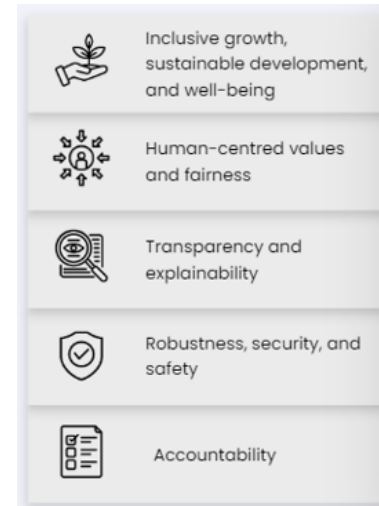 Inclusive growth,
sustainable development,
and well-being
Human-centred values
and fairness
Transparency and
explainability
Robustness, security, and
safety
Accountability